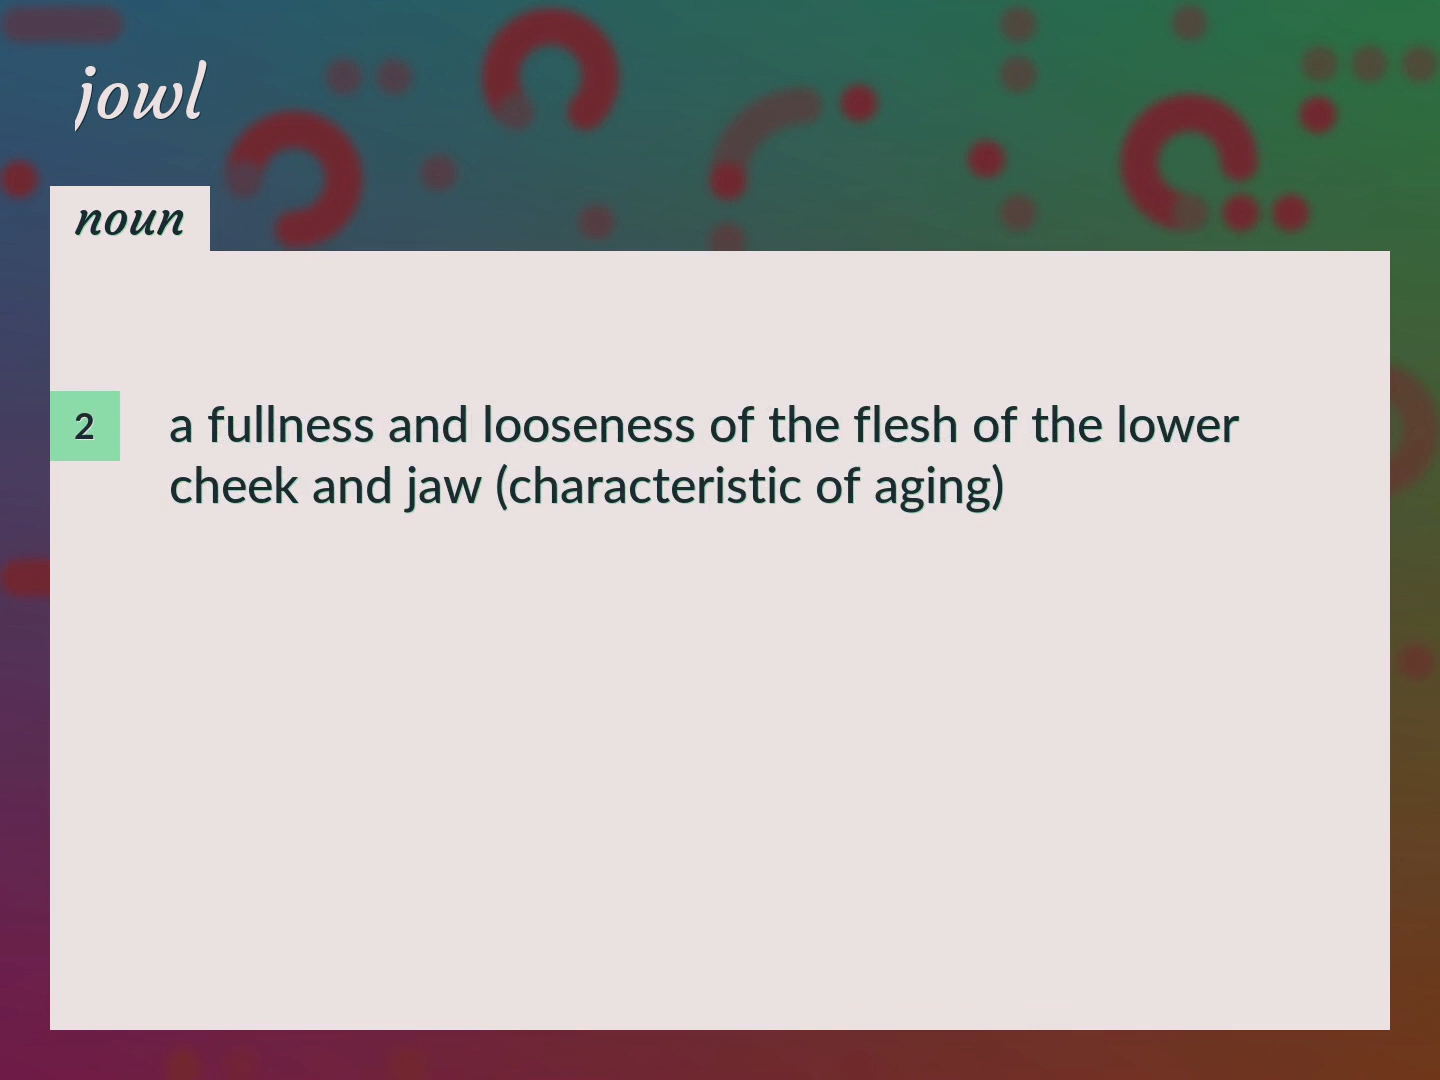 jowl
noun
2
a fullness and looseness of the flesh of the lower
cheek and jaw (characteristic of aging)